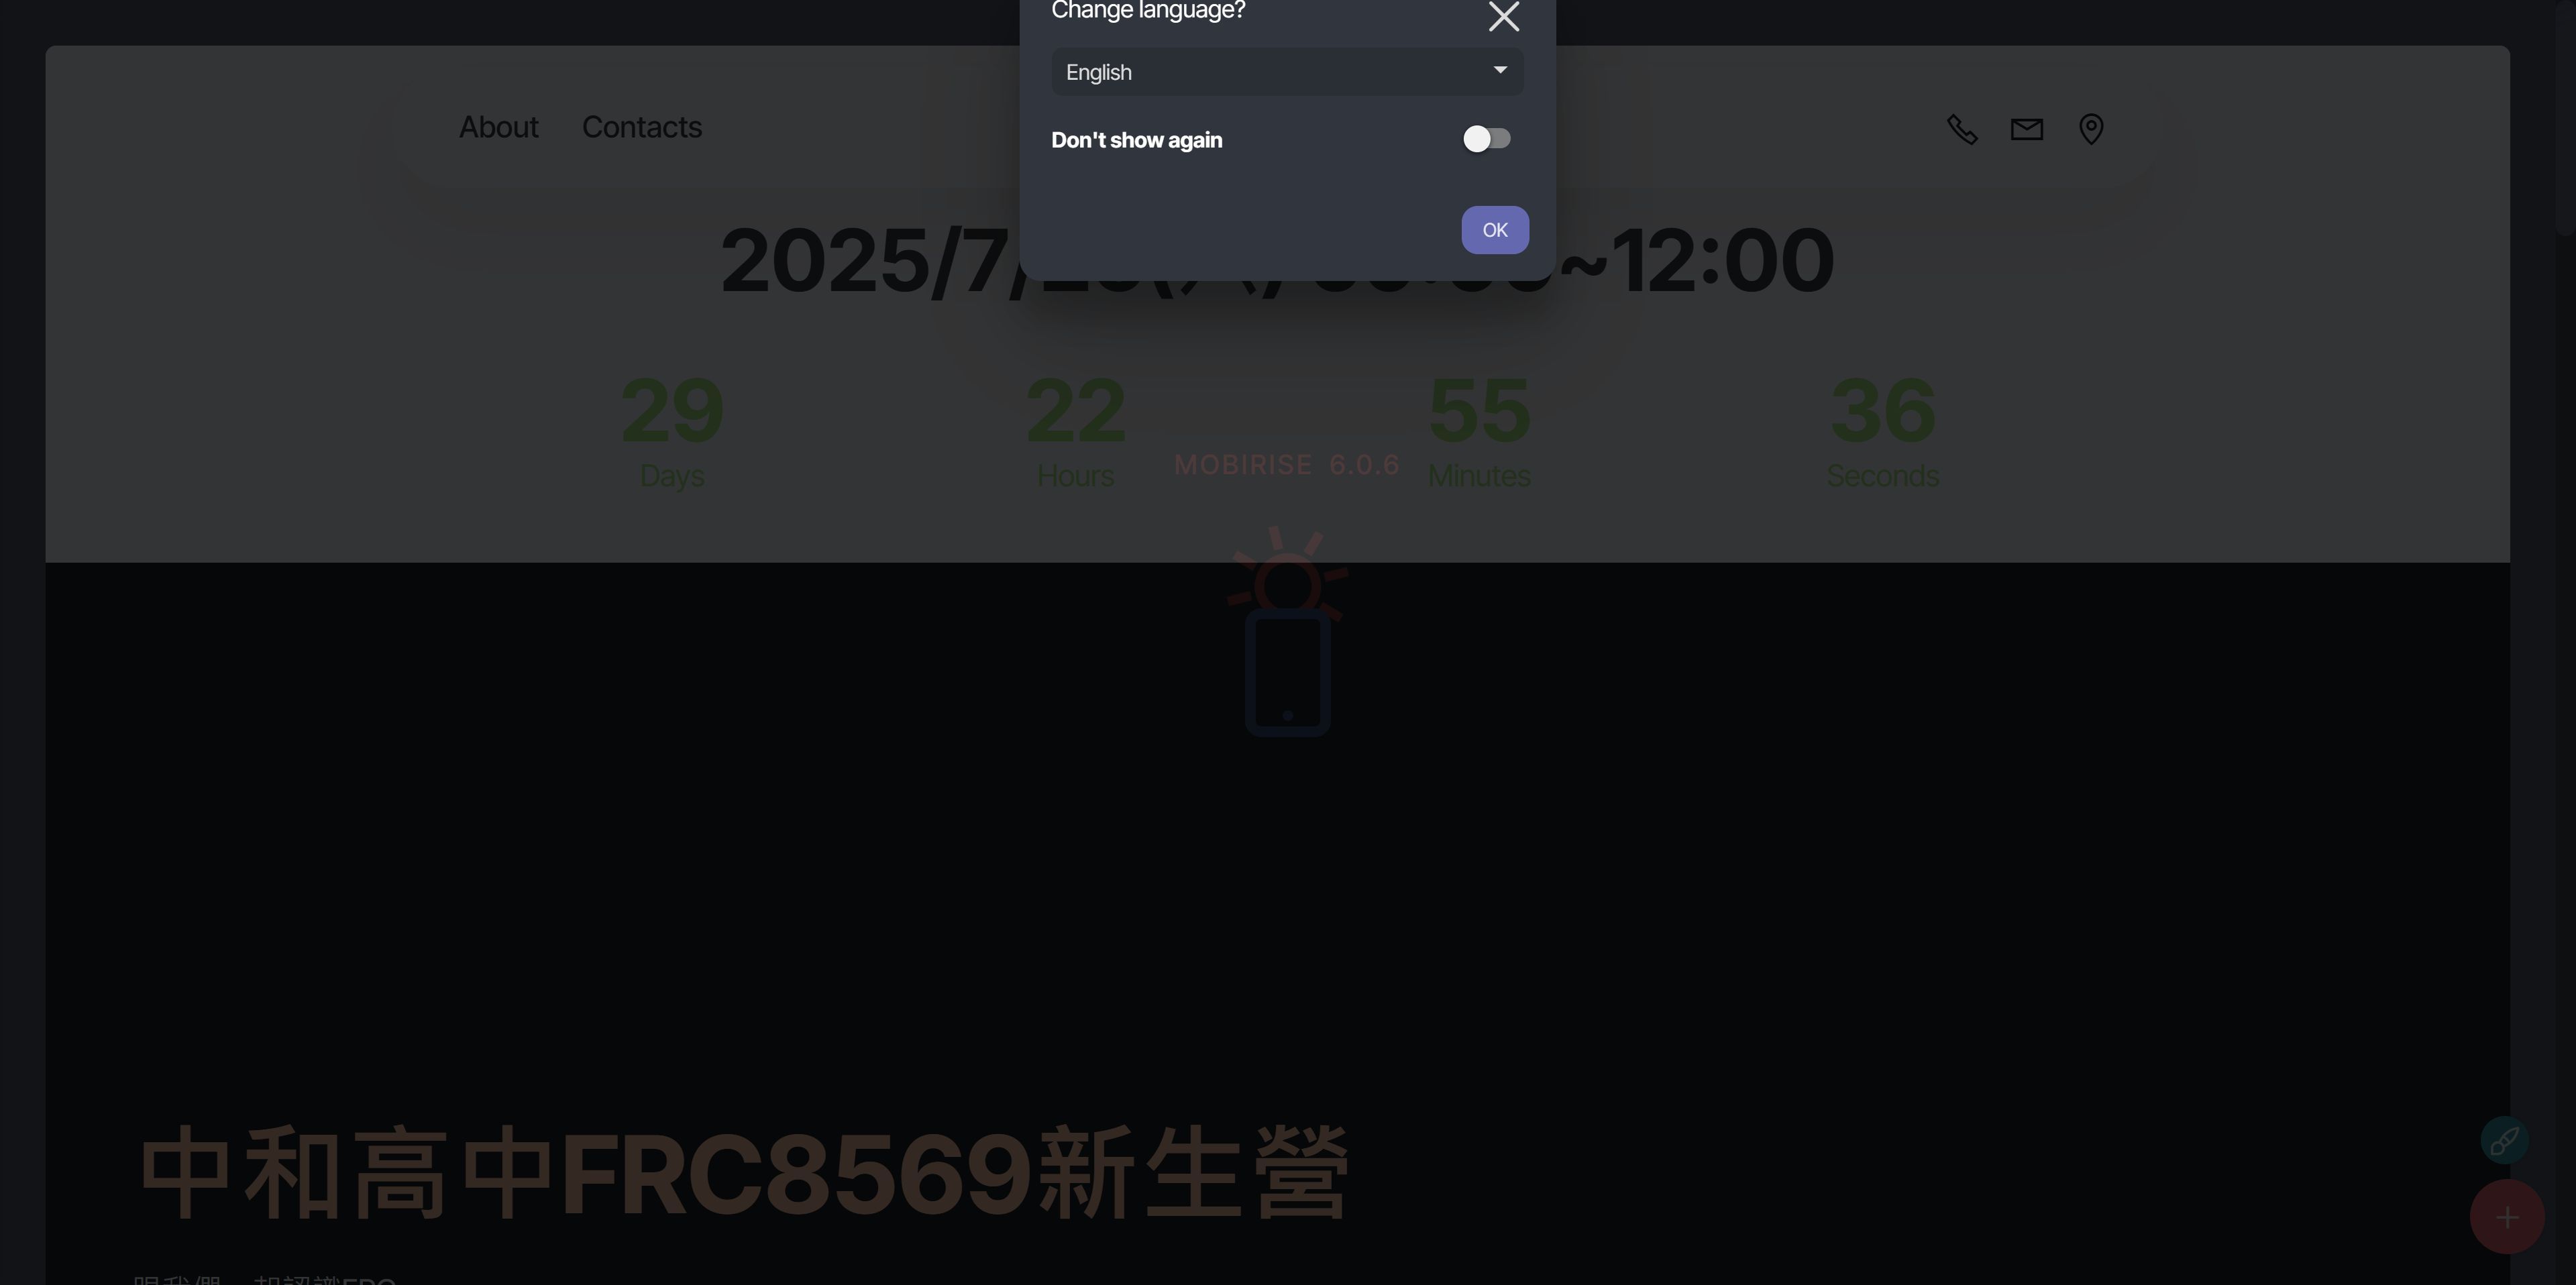 Change language?
English
Don't show again
OK
About Contacts
2025/7/ ~12:00
29 22 55 36
Days Hours Minutes Seconds
MOBIRISE 6.0.6
中和高中FRC8569新生營